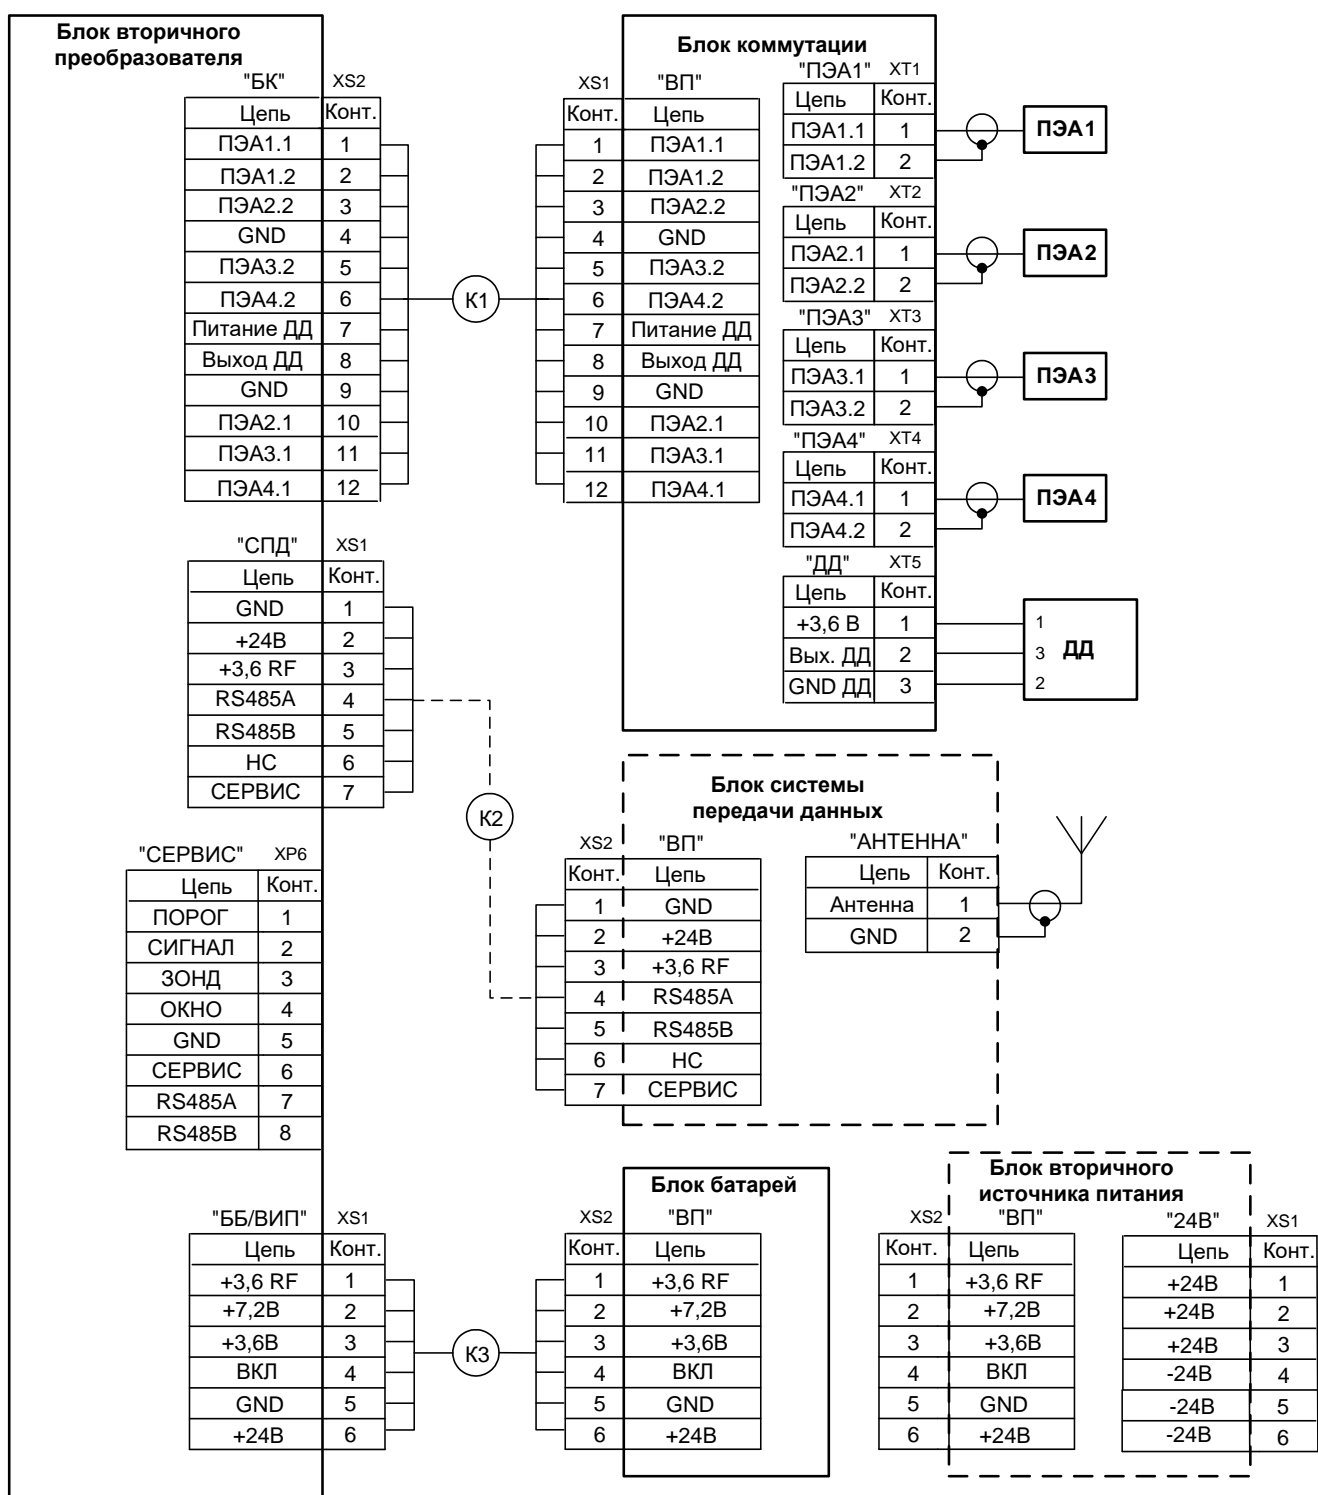 Блок вторичного
преобразователя
"БК" XS2
Цепь Конт.
ПЭА1.1 1
ПЭА1.2 2
ПЭА2.2 3
GND 4
ПЭА3.2 5
ПЭА4.2 6
Питание ДД 7
Выход ДД 8
GND 9
ПЭА2.1 10
ПЭА3.1 11
ПЭА4.1 12
К1
Блок коммутации
XS1 "ВП"
Конт. Цепь
1 ПЭА1.1
2 ПЭА1.2
3 ПЭА2.2
4 GND
5 ПЭА3.2
6 ПЭА4.2
7 Питание ДД
8 Выход ДД
9 GND
10 ПЭА2.1
11 ПЭА3.1
12 ПЭА4.1
"ПЭА1" XT1
Цепь Конт.
ПЭА1.1 1
ПЭА1.2 2
ПЭА1
"ПЭА2" XT2
Цепь Конт.
ПЭА2.1 1
ПЭА2.2 2
ПЭА2
"ПЭА3" XT3
Цепь Конт.
ПЭА3.1 1
ПЭА3.2 2
ПЭА3
"ПЭА4" XT4
Цепь Конт.
ПЭА4.1 1
ПЭА4.2 2
ПЭА4
"ДД" XT5
Цепь Конт.
+3,6 В 1
Вых. ДД 2
GND ДД 3
1
3 ДД
2
"СПД" XS1
Цепь Конт.
GND 1
+24В 2
+3,6 RF 3
RS485A 4
RS485B 5
НС 6
СЕРВИС 7
К2
Блок системы
передачи данных
XS2 "ВП"
Конт. Цепь
1 GND
2 +24В
3 +3,6 RF
4 RS485A
5 RS485B
6 НС
7 СЕРВИС
"АНТЕННА"
Цепь Конт.
Антенна 1
GND 2
"СЕРВИС" XP6
Цепь Конт.
ПОРОГ 1
СИГНАЛ 2
ЗОНД 3
ОКНО 4
GND 5
СЕРВИС 6
RS485A 7
RS485B 8
"ББ/ВИП" XS1
Цепь Конт.
+3,6 RF 1
+7,2В 2
+3,6В 3
ВКЛ 4
GND 5
+24В 6
К3
Блок батарей
XS2 "ВП"
Конт. Цепь
1 +3,6 RF
2 +7,2В
3 +3,6В
4 ВКЛ
5 GND
6 +24В
Блок вторичного
источника питания
XS2 "ВП"
Конт. Цепь
1 +3,6 RF
2 +7,2В
3 +3,6В
4 ВКЛ
5 GND
6 +24В
"24В" XS1
Цепь Конт.
+24В 1
+24В 2
+24В 3
-24В 4
-24В 5
-24В 6